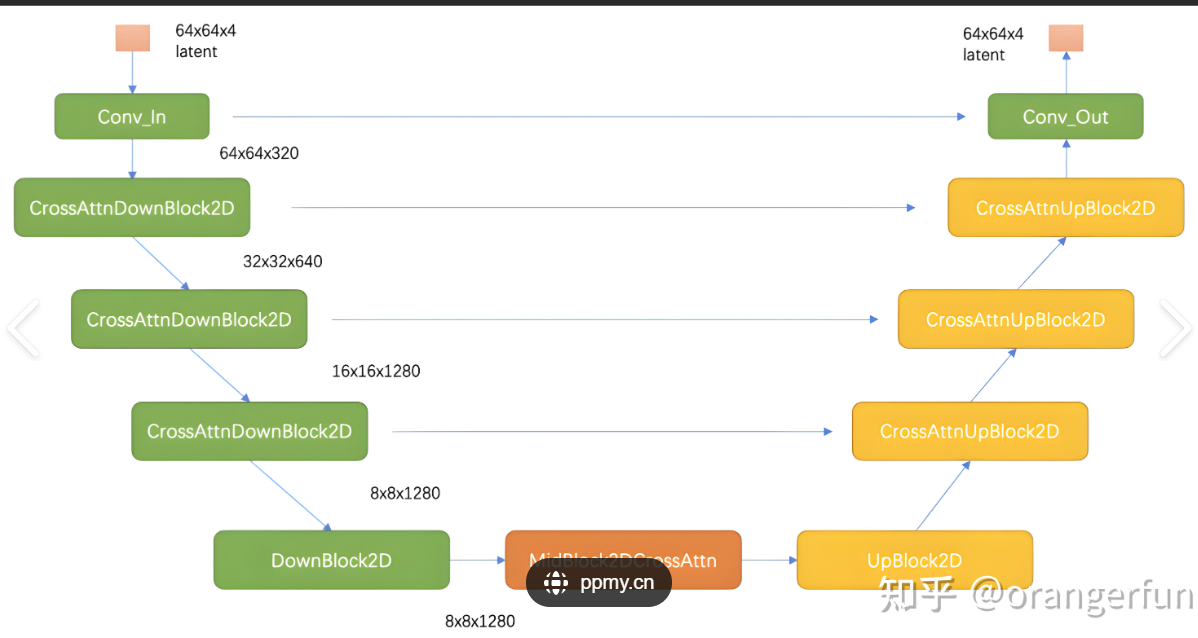 64x64x4
latent
64x64x4
latent
Conv_In
Conv_Out
64x64x320
CrossAttnDownBlock2D
CrossAttnUpBlock2D
32x32x640
CrossAttnDownBlock2D
CrossAttnUpBlock2D
16x16x1280
CrossAttnDownBlock2D
CrossAttnUpBlock2D
8x8x1280
DownBlock2D
MidBlock2DCrossAttn
UpBlock2D
ppmy.cn
知乎 @orangerfun
8x8x1280